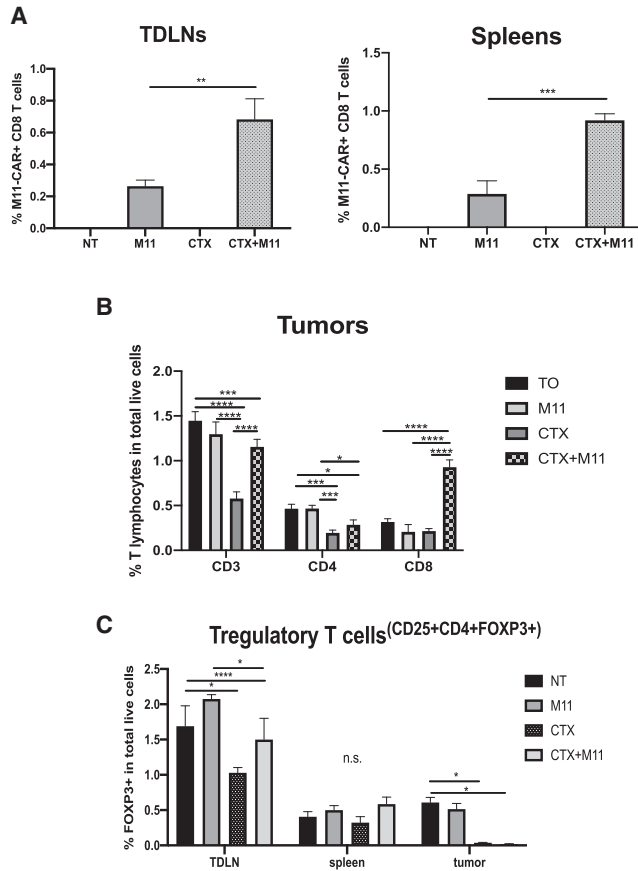 A
TDLNs
% M11-CAR+ CD8 T cells
1.0
0.8
0.6
0.4
0.2
0.0
**
NT M11 CTX CTX+M11
Spleens
% M11-CAR+ CD8 T cells
1.5
1.0
0.5
0.0
***
NT M11 CTX CTX+M11
B
Tumors
% T lymphocytes in total live cells
2.0
1.5
1.0
0.5
0.0
***
****
****
****
*
*
***
***
****
****
****
CD3 CD4 CD8
TO
M11
CTX
CTX+M11
C
Tregulatory T cells(CD25+CD4+FOXP3+)
% FOXP3+ in total live cells
2.5
2.0
1.5
1.0
0.5
0.0
*
****
*
n.s.
*
*
TDLN spleen tumor
NT
M11
CTX
CTX+M11